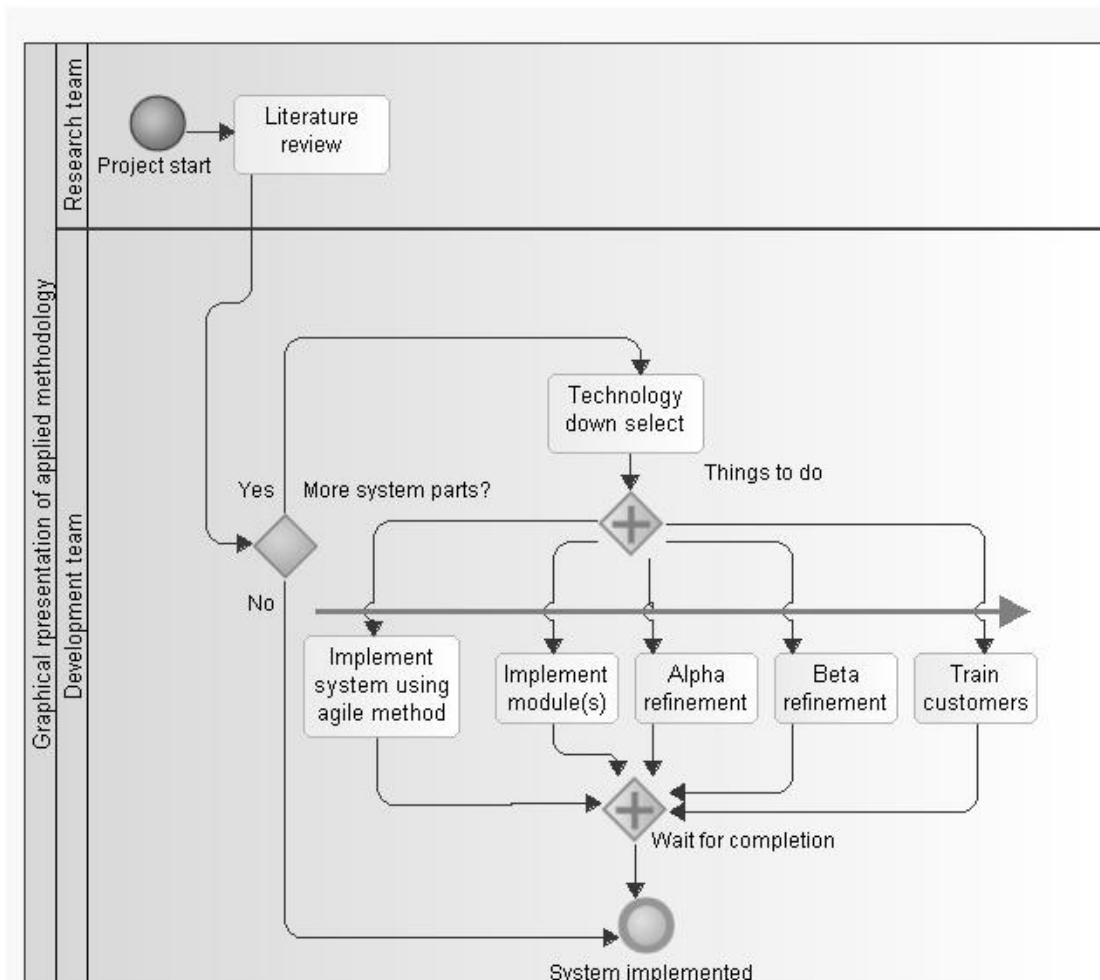 Graphical rpresentation of applied methodology
Research team
Project start
Literature
review
Development team
Technology
down select
Things to do
Yes
More system parts?
No
Implement
system using
agile method
Implement
module(s)
Alpha
refinement
Beta
refinement
Train
customers
Wait for completion
System implemented